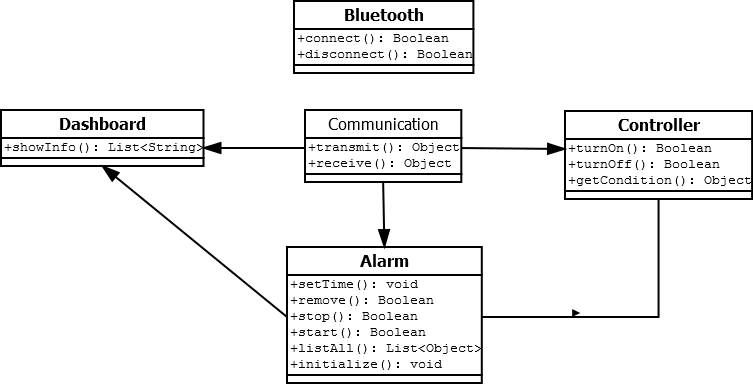 Bluetooth
+connect(): Boolean
+disconnect(): Boolean
Dashboard
+showInfo(): List<String>
Communication
+transmit(): Object
+receive(): Object
Controller
+turnOn(): Boolean
+turnOff(): Boolean
+getCondition(): Object
Alarm
+setTime(): void
+remove(): Boolean
+stop(): Boolean
+start(): Boolean
+listAll(): List<Object>
+initialize(): void